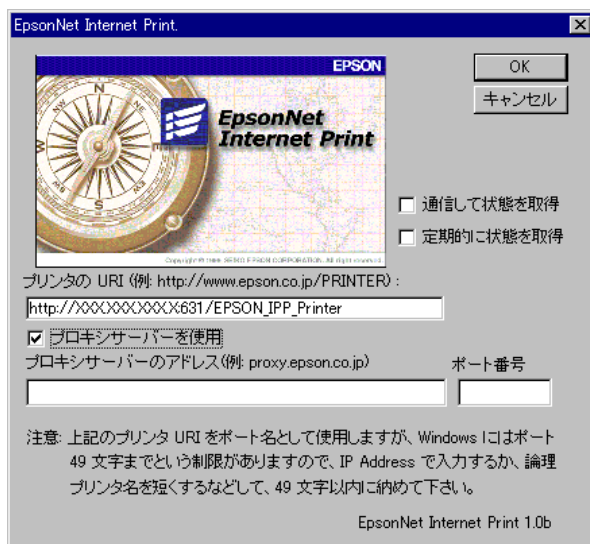 EpsonNet Internet Print.
EPSON
EpsonNet
Internet Print
Copyright © 1999 SEIKO EPSON CORPORATION. All right reserved.
OK
キャンセル
通信して状態を取得
定期的に状態を取得
プリンタの URI (例: http://www.epson.co.jp/PRINTER) :
http://XXX.XXX.XXX.X:631/EPSON_IPP_Printer
プロキシサーバーを使用
プロキシサーバーのアドレス(例: proxy.epson.co.jp)
ポート番号
注意: 上記のプリンタ URI をポート名として使用しますが、Windows にはポート
49 文字までという制限がありますので、IP Address で入力するか、論理
プリンタ名を短くするなどして、49 文字以内に納めて下さい。
EpsonNet Internet Print 1.0b